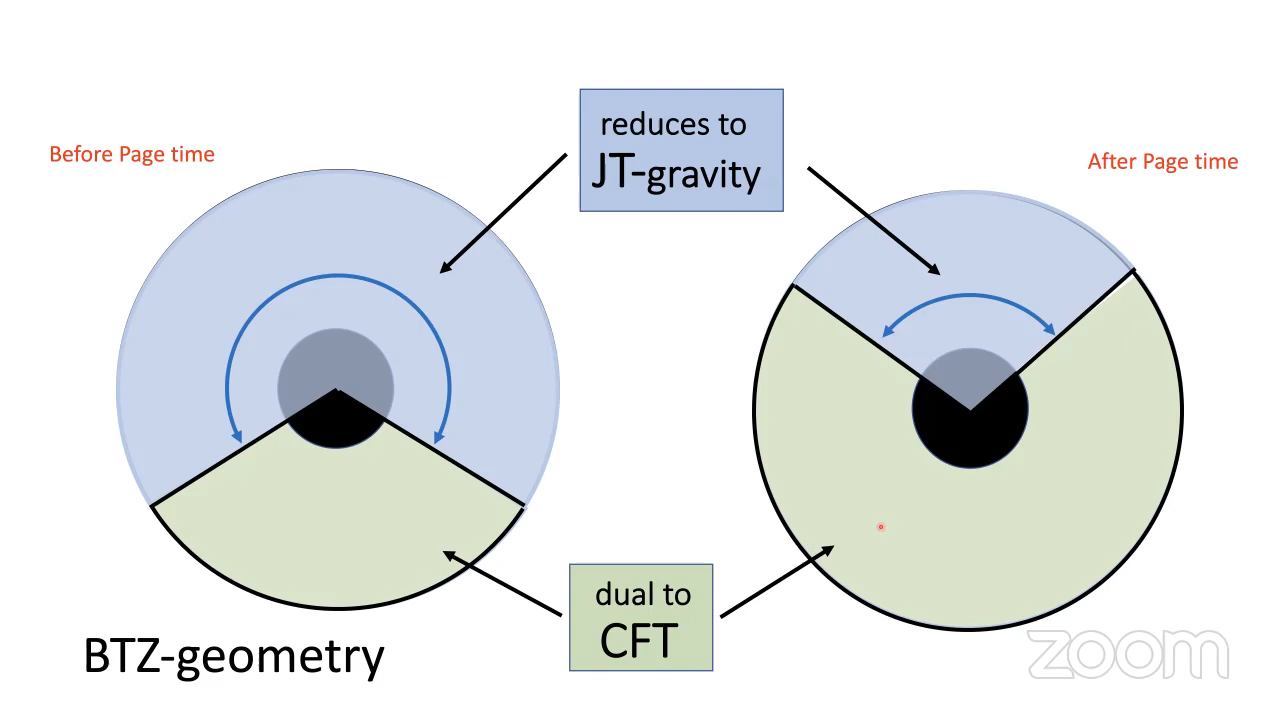 reduces to
JT-gravity
Before Page time
After Page time
dual to
CFT
BTZ-geometry
zoom